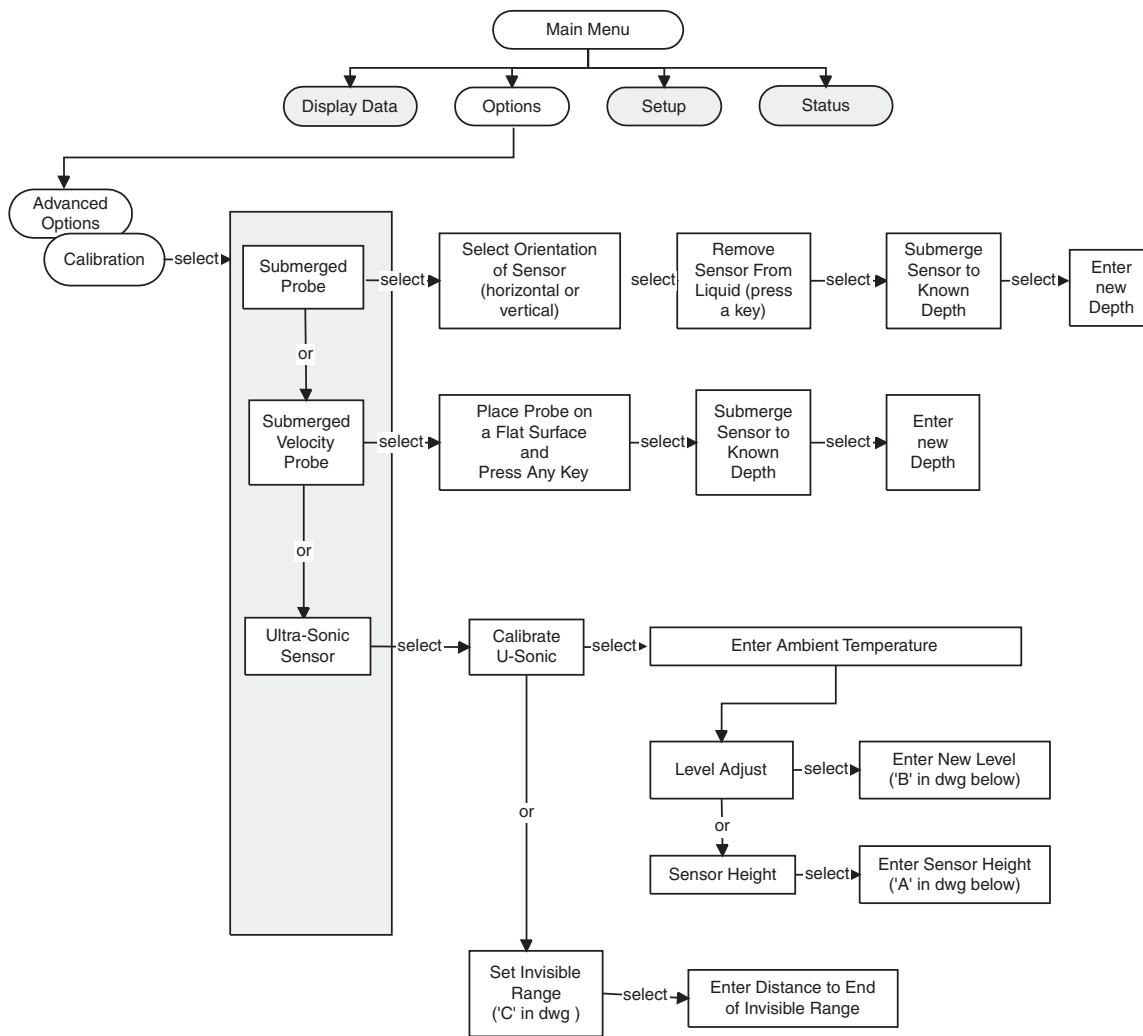 Main Menu
Display Data
Options
Setup
Status
Advanced
Options
Calibration
select
Submerged
Probe
select
Select Orientation
of Sensor
(horizontal or
vertical)
select
Remove
Sensor From
Liquid (press
a key)
select
Submerge
Sensor to
Known
Depth
select
Enter
new
Depth
or
Submerged
Velocity
Probe
select
Place Probe on
a Flat Surface
and
Press Any Key
select
Submerge
Sensor to
Known
Depth
select
Enter
new
Depth
or
Ultra-Sonic
Sensor
select
Calibrate
U-Sonic
select
Enter Ambient Temperature
Level Adjust
select
Enter New Level
('B' in dwg below)
or
or
Sensor Height
select
Enter Sensor Height
('A' in dwg below)
Set Invisible
Range
('C' in dwg )
select
Enter Distance to End
of Invisible Range